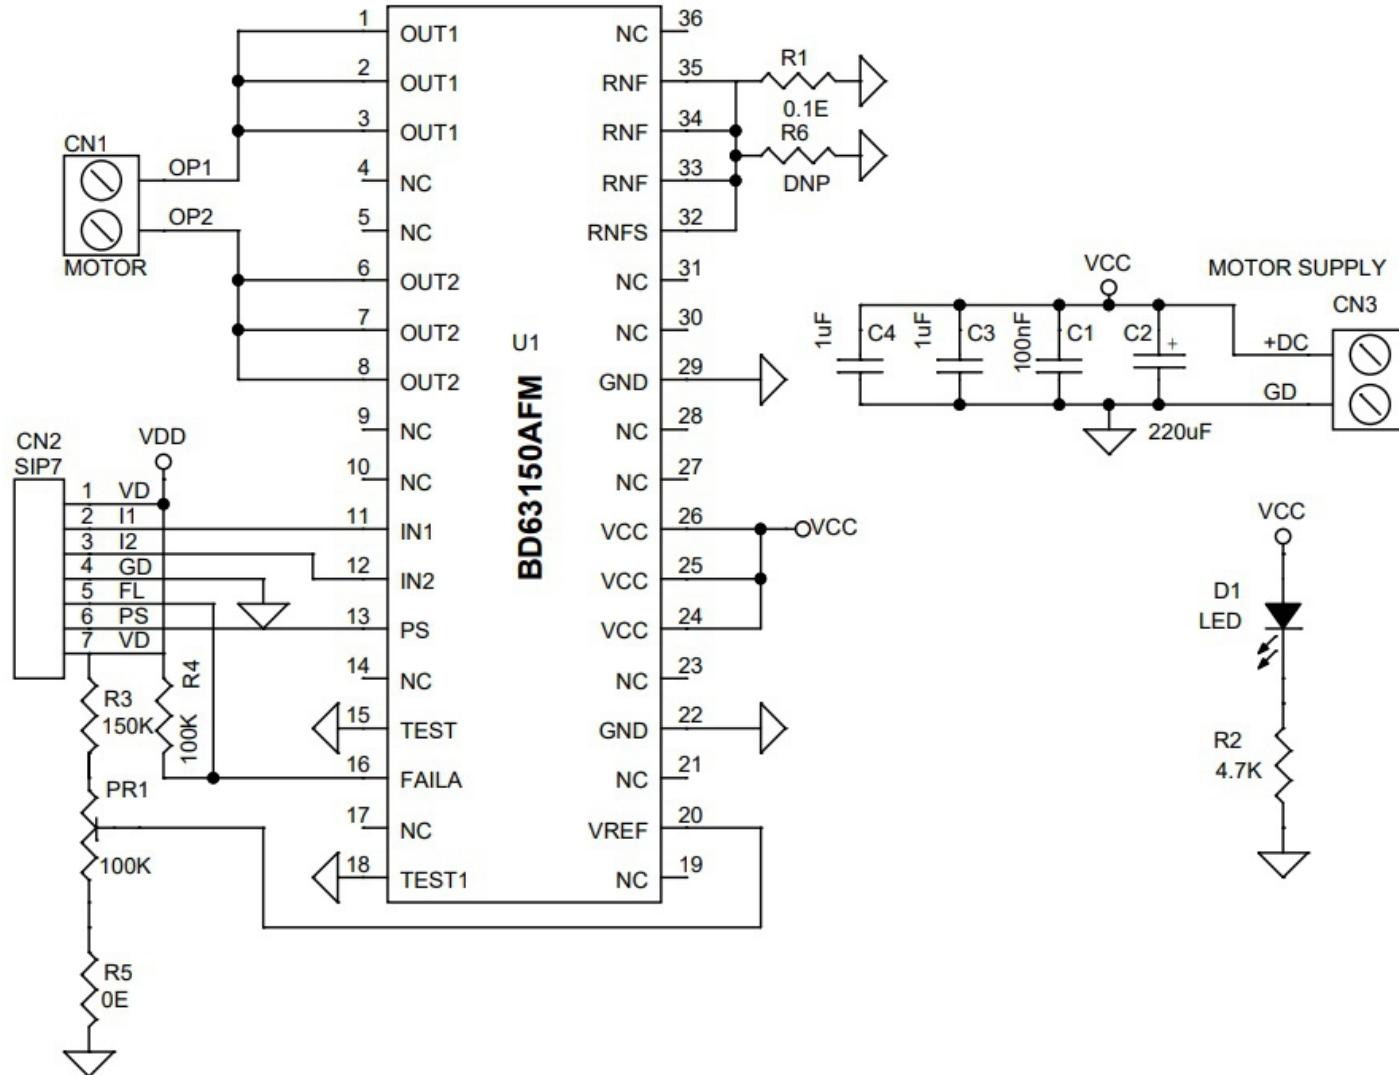 CN1
OP1
OP2
MOTOR
CN2
SIP7
VDD
1 VD
2 I1
3 I2
4 GD
5 FL
6 PS
7 VD
R3
150K
R4
100K
PR1
100K
R5
0E
1 OUT1
2 OUT1
3 OUT1
4 NC
5 NC
6 OUT2
7 OUT2
8 OUT2
9 NC
10 NC
11 IN1
12 IN2
13 PS
14 NC
15 TEST
16 FAILA
17 NC
18 TEST1
U1
BD63150AFM
NC 36
RNF 35
RNF 34
RNF 33
RNFS 32
NC 31
NC 30
GND 29
NC 28
NC 27
VCC 26
VCC 25
VCC 24
NC 23
GND 22
NC 21
VREF 20
NC 19
R1
0.1E
R6
DNP
VCC
VCC
MOTOR SUPPLY
CN3
1uF
C4
1uF
C3
100nF
C1
C2
+
+DC
GD
220uF
VCC
D1
LED
R2
4.7K